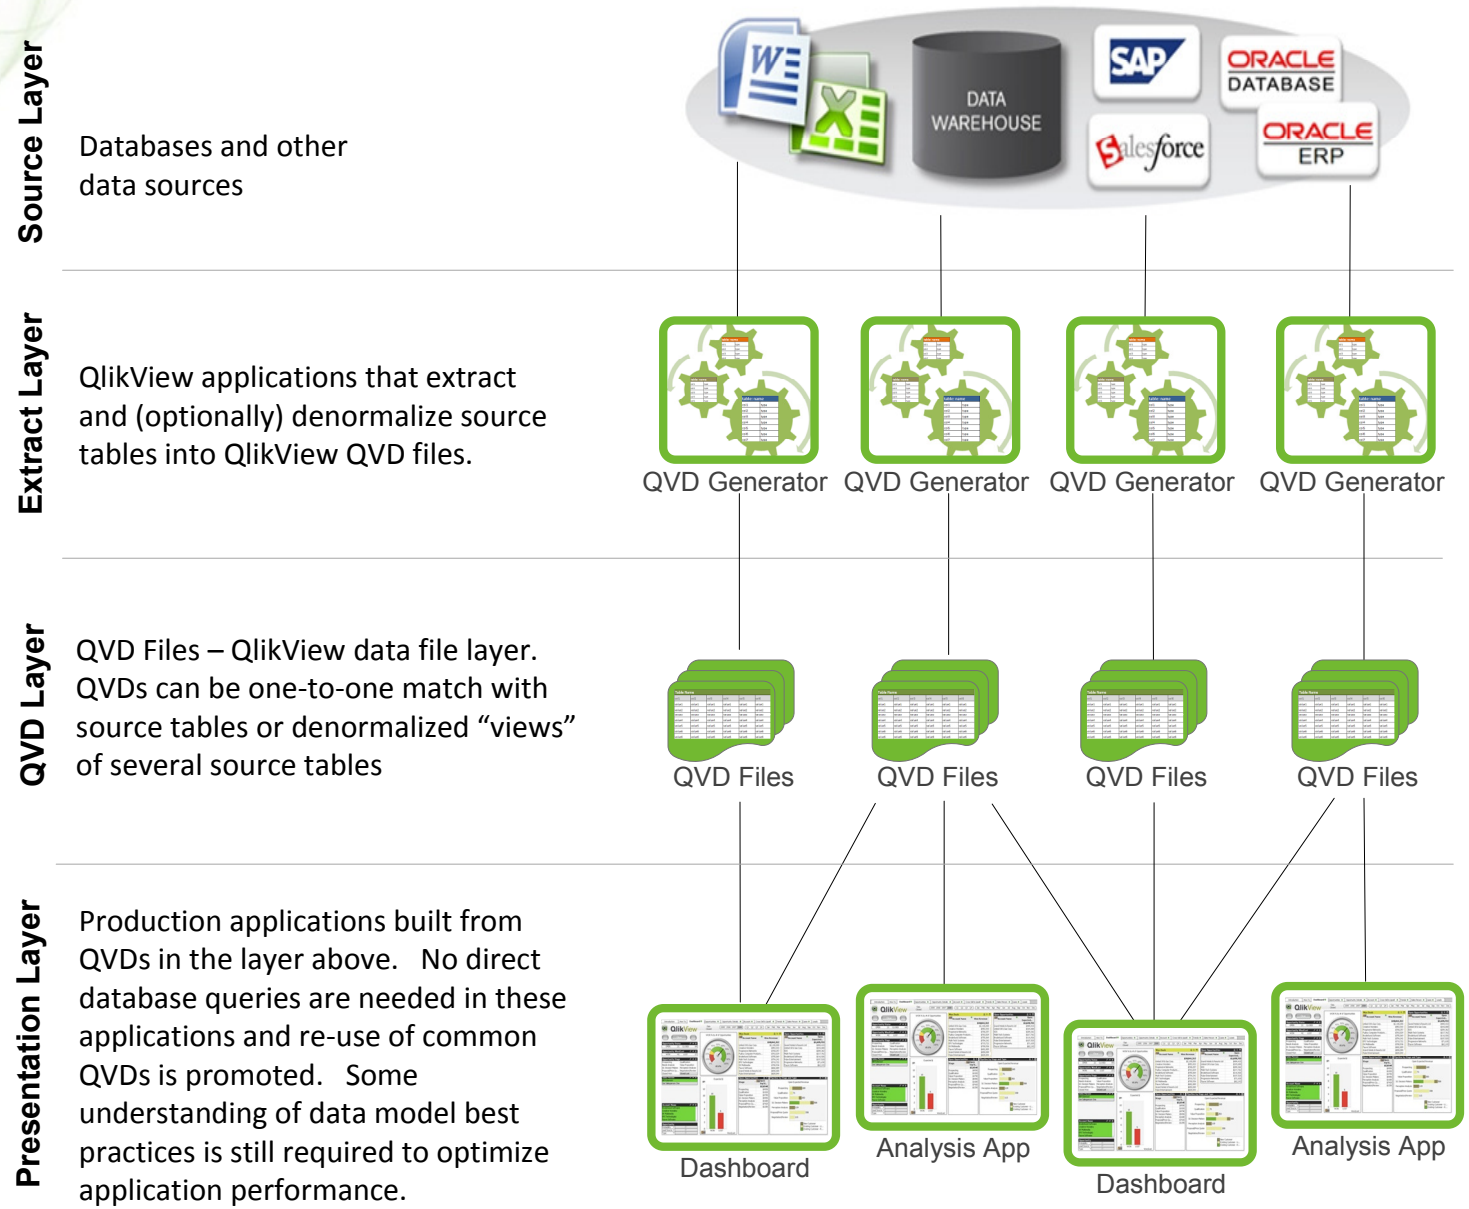 Source Layer
Databases and other
data sources
W
X
DATA
WAREHOUSE
SAP
ORACLE
DATABASE
salesforce
ORACLE
ERP
Extract Layer
QlikView applications that extract
and (optionally) denormalize source
tables into QlikView QVD files.
QVD Generator
QVD Generator
QVD Generator
QVD Generator
QVD Layer
QVD Files – QlikView data file layer.
QVDs can be one-to-one match with
source tables or denormalized “views”
of several source tables
QVD Files
QVD Files
QVD Files
QVD Files
Presentation Layer
Production applications built from
QVDs in the layer above. No direct
database queries are needed in these
applications and re-use of common
QVDs is promoted. Some
understanding of data model best
practices is still required to optimize
application performance.
QlikView
Dashboard
QlikView
Analysis App
QlikView
Dashboard
QlikView
Analysis App